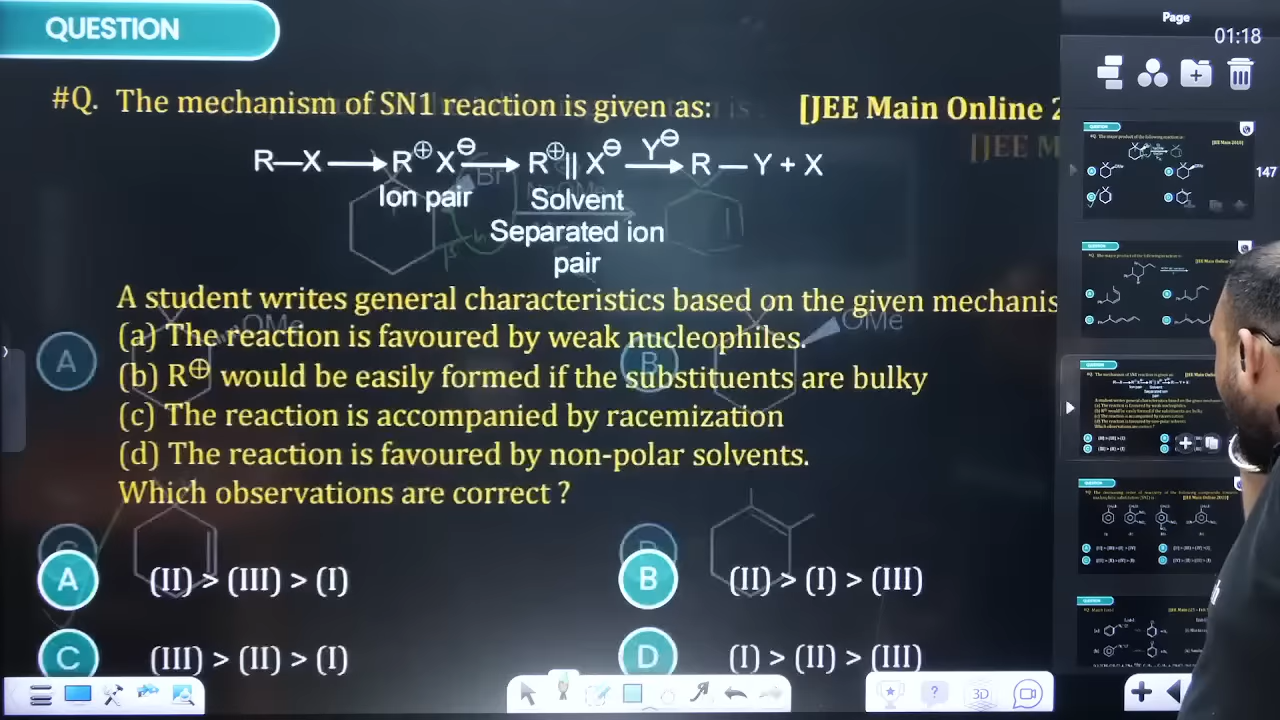 QUESTION
Page
01:18
#Q. The mechanism of SN1 reaction is given as: [JEE Main Online 2
R—X → R⊕ X⊖ → R⊕ || X⊖ Y⊖→ R — Y + X
Ion pair
Solvent
Separated ion
pair
147
A student writes general characteristics based on the given mechanis
(a) The reaction is favoured by weak nucleophiles.
(b) R⊕ would be easily formed if the substituents are bulky
(c) The reaction is accompanied by racemization
(d) The reaction is favoured by non-polar solvents.
Which observations are correct ?
A (II) > (III) > (I)
B (II) > (I) > (III)
C (III) > (II) > (I)
D (I) > (II) > (III)
3D